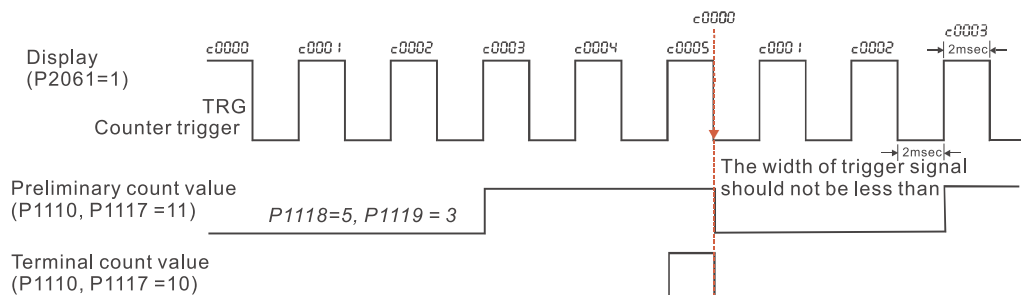 c0000
c0000 c0001 c0002 c0003 c0004 c0005 c0001 c0002 c0003
Display
(P2061=1)
2msec
TRG
Counter trigger
2msec
The width of trigger signal
should not be less than
Preliminary count value
(P1110, P1117 =11)
P1118=5, P1119 = 3
Terminal count value
(P1110, P1117 =10)